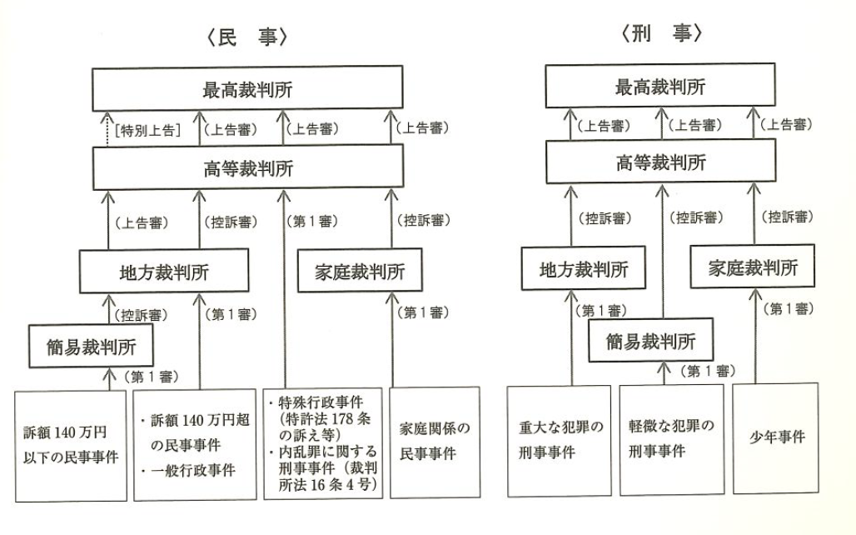 〈民　事〉
最高裁判所
[特別上告]
(上告審)
(上告審)
(上告審)
高等裁判所
(上告審)
(控訴審)
(第1審)
(控訴審)
地方裁判所
家庭裁判所
(控訴審)
(第1審)
(第1審)
簡易裁判所
(第1審)
訴額140万円
以下の民事事件
・訴額140万円超
の民事事件
・一般行政事件
・特殊行政事件
(特許法178条
の訴え等)
・内乱罪に関する
刑事事件（裁判
所法16条4号）
家庭関係の
民事事件
〈刑　事〉
最高裁判所
(上告審)
(上告審)
(上告審)
高等裁判所
(控訴審)
(控訴審)
(控訴審)
地方裁判所
家庭裁判所
(第1審)
(第1審)
簡易裁判所
(第1審)
重大な犯罪の
刑事事件
軽微な犯罪の
刑事事件
少年事件